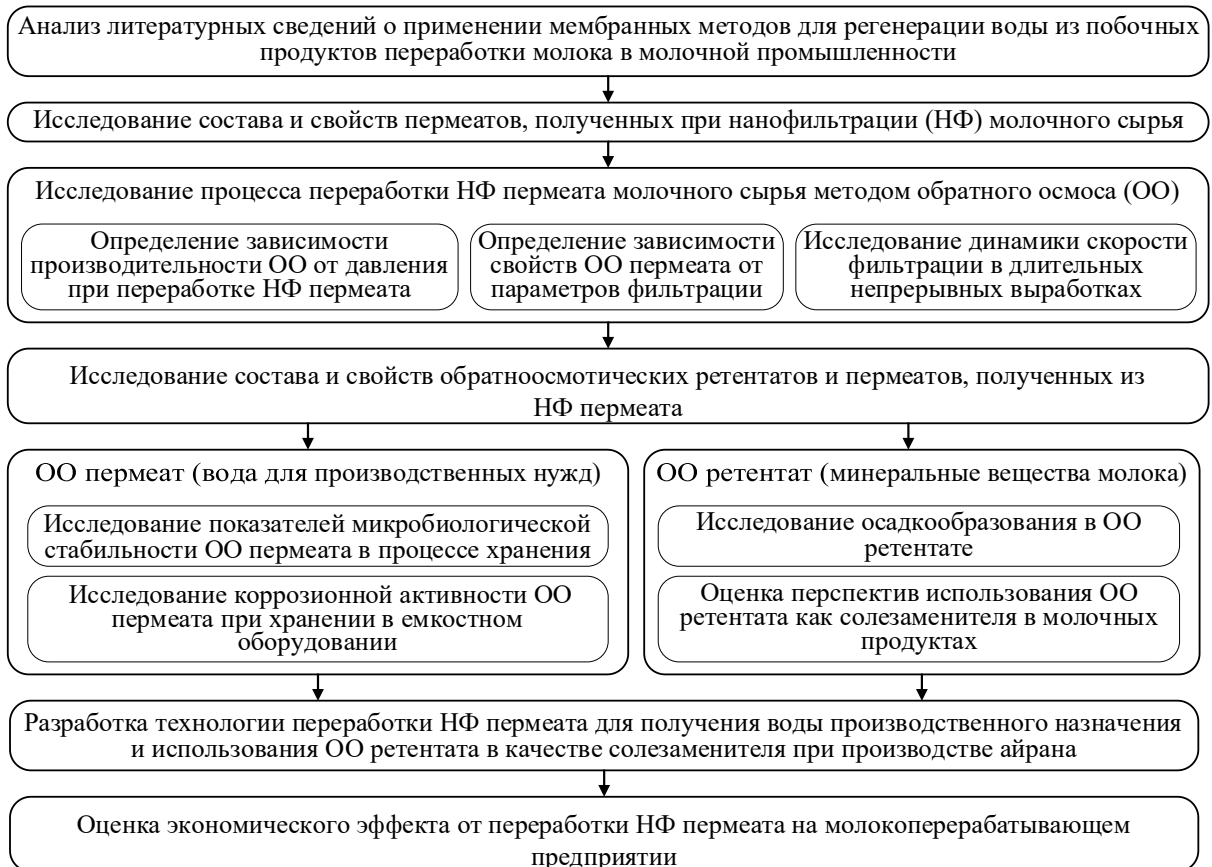 Анализ литературных сведений о применении мембранных методов для регенерации воды из побочных
продуктов переработки молока в молочной промышленности
Исследование состава и свойств пермеатов, полученных при нанофильтрации (НФ) молочного сырья
Исследование процесса переработки НФ пермеата молочного сырья методом обратного осмоса (ОО)
Определение зависимости
производительности ОО от давления
при переработке НФ пермеата
Определение зависимости
свойств ОО пермеата от
параметров фильтрации
Исследование динамики скорости
фильтрации в длительных
непрерывных выработках
Исследование состава и свойств обратноосмотических ретентатов и пермеатов, полученных из
НФ пермеата
ОО пермеат (вода для производственных нужд)
Исследование показателей микробиологической
стабильности ОО пермеата в процессе хранения
Исследование коррозионной активности ОО
пермеата при хранении в емкостном
оборудовании
ОО ретентат (минеральные вещества молока)
Исследование осадкообразования в ОО
ретентате
Оценка перспектив использования ОО
ретентата как солезаменителя в молочных
продуктах
Разработка технологии переработки НФ пермеата для получения воды производственного назначения
и использования ОО ретентата в качестве солезаменителя при производстве айрана
Оценка экономического эффекта от переработки НФ пермеата на молокоперерабатывающем
предприятии